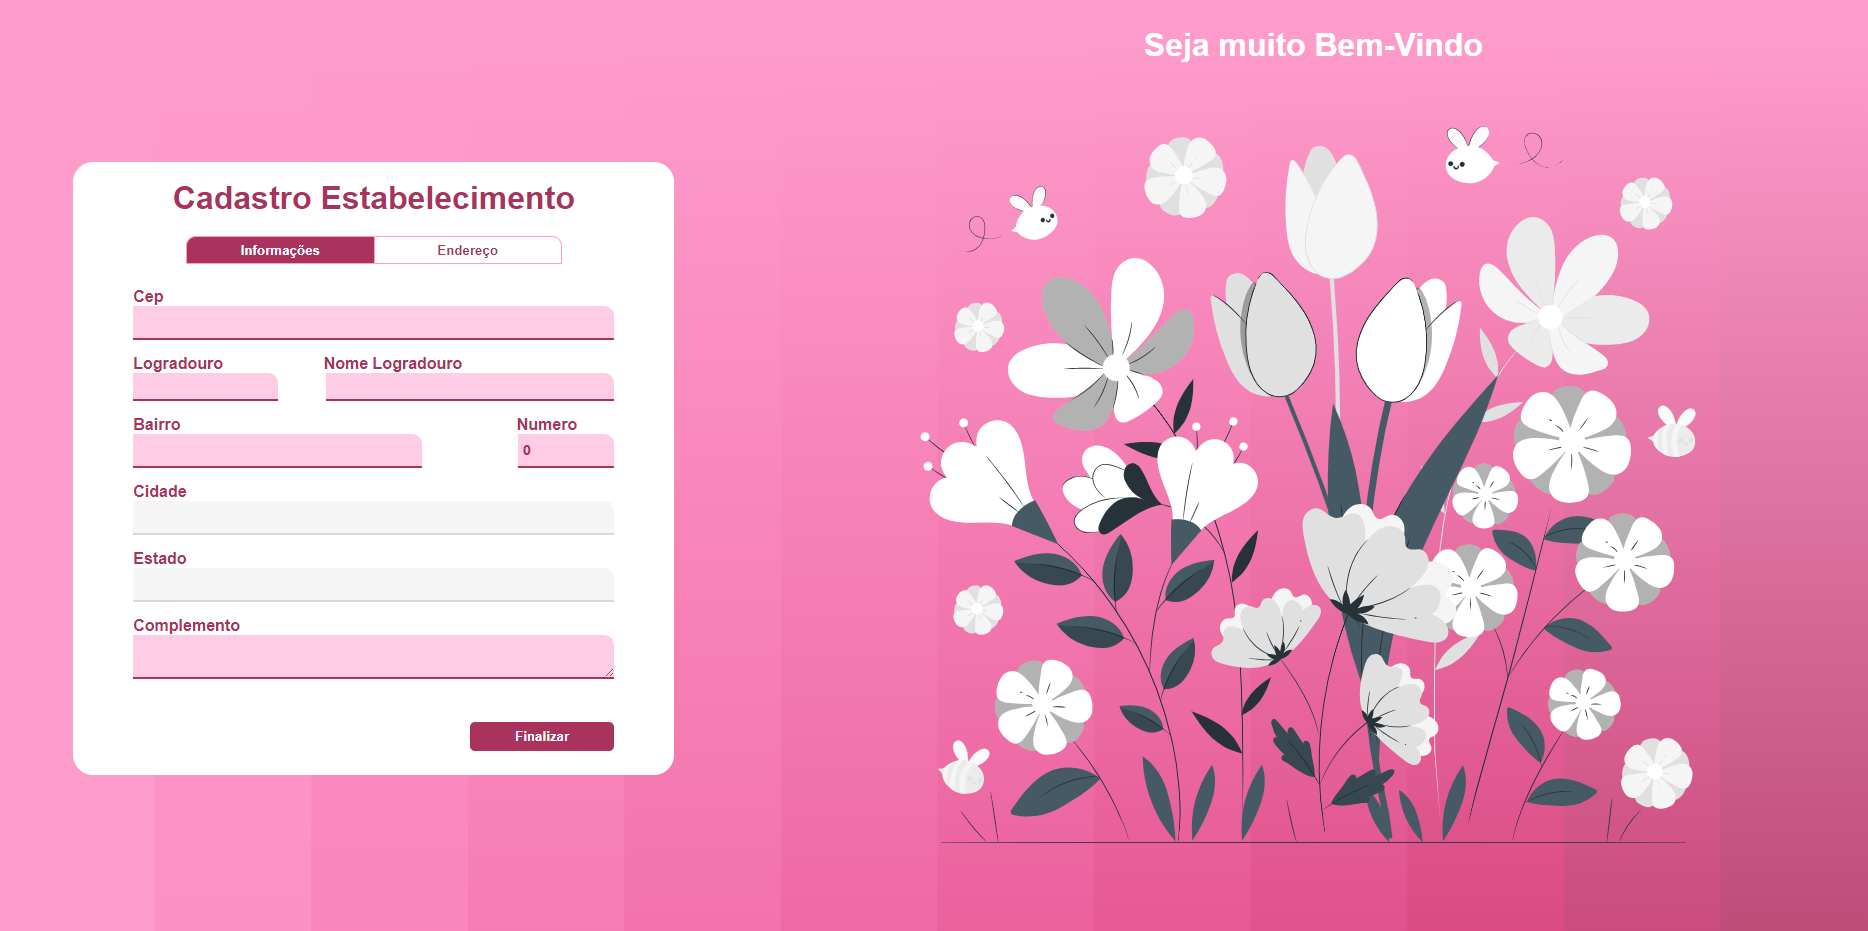 Seja muito Bem-Vindo
Cadastro Estabelecimento
Informações Endereço
Cep
Logradouro Nome Logradouro
Bairro Numero
0
Cidade
Estado
Complemento
Finalizar